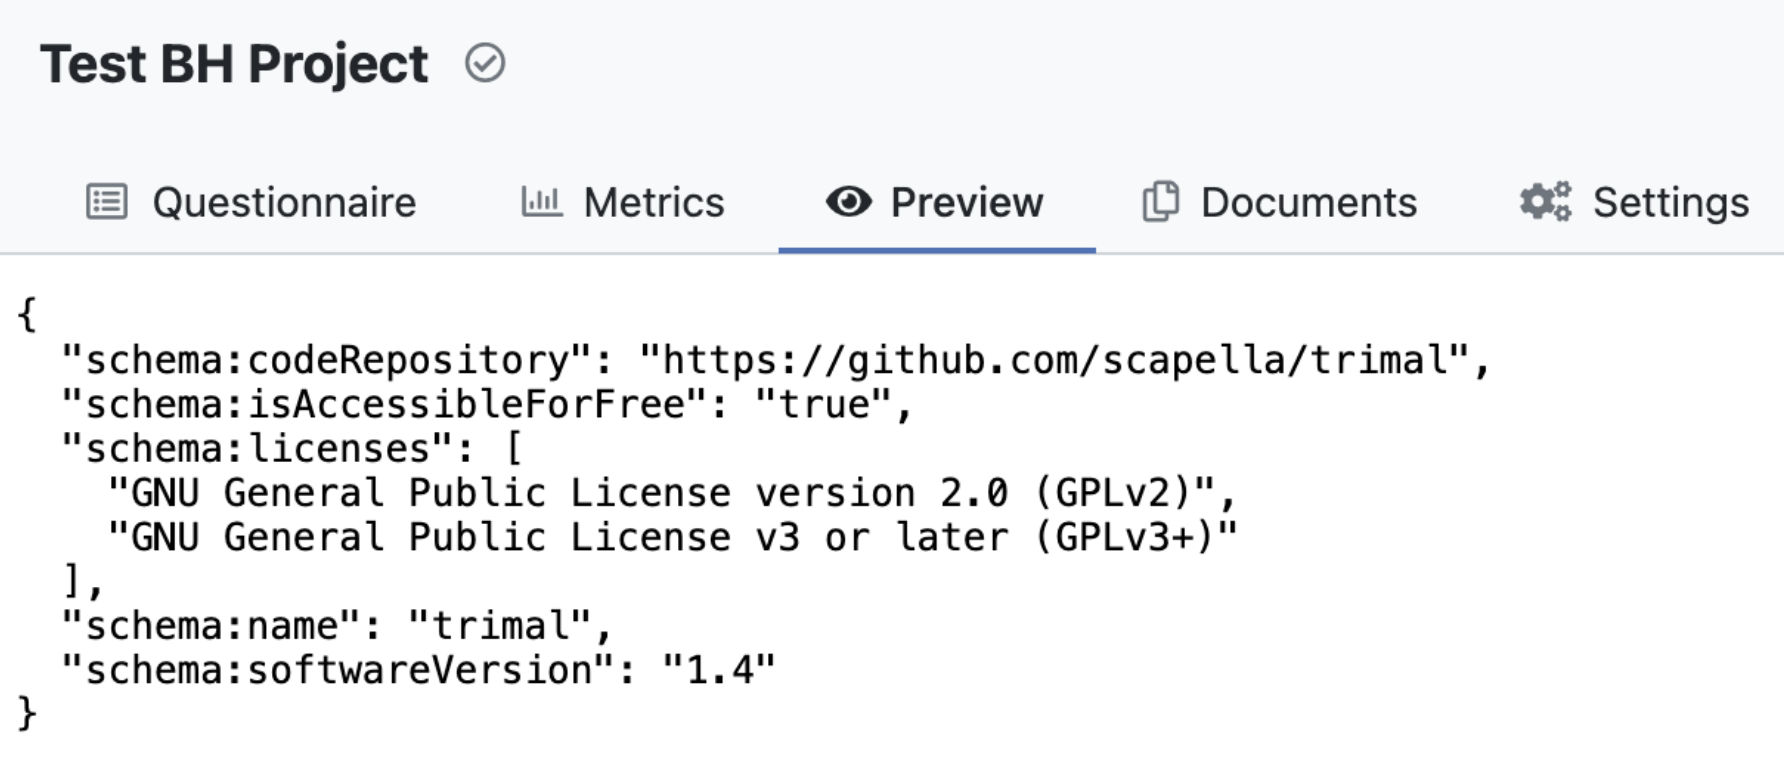 Test BH Project
Questionnaire Metrics Preview Documents Settings
{
  "schema:codeRepository": "https://github.com/scapella/trimal",
  "schema:isAccessibleForFree": "true",
  "schema:licenses": [
    "GNU General Public License version 2.0 (GPLv2)",
    "GNU General Public License v3 or later (GPLv3+)"
  ],
  "schema:name": "trimal",
  "schema:softwareVersion": "1.4"
}